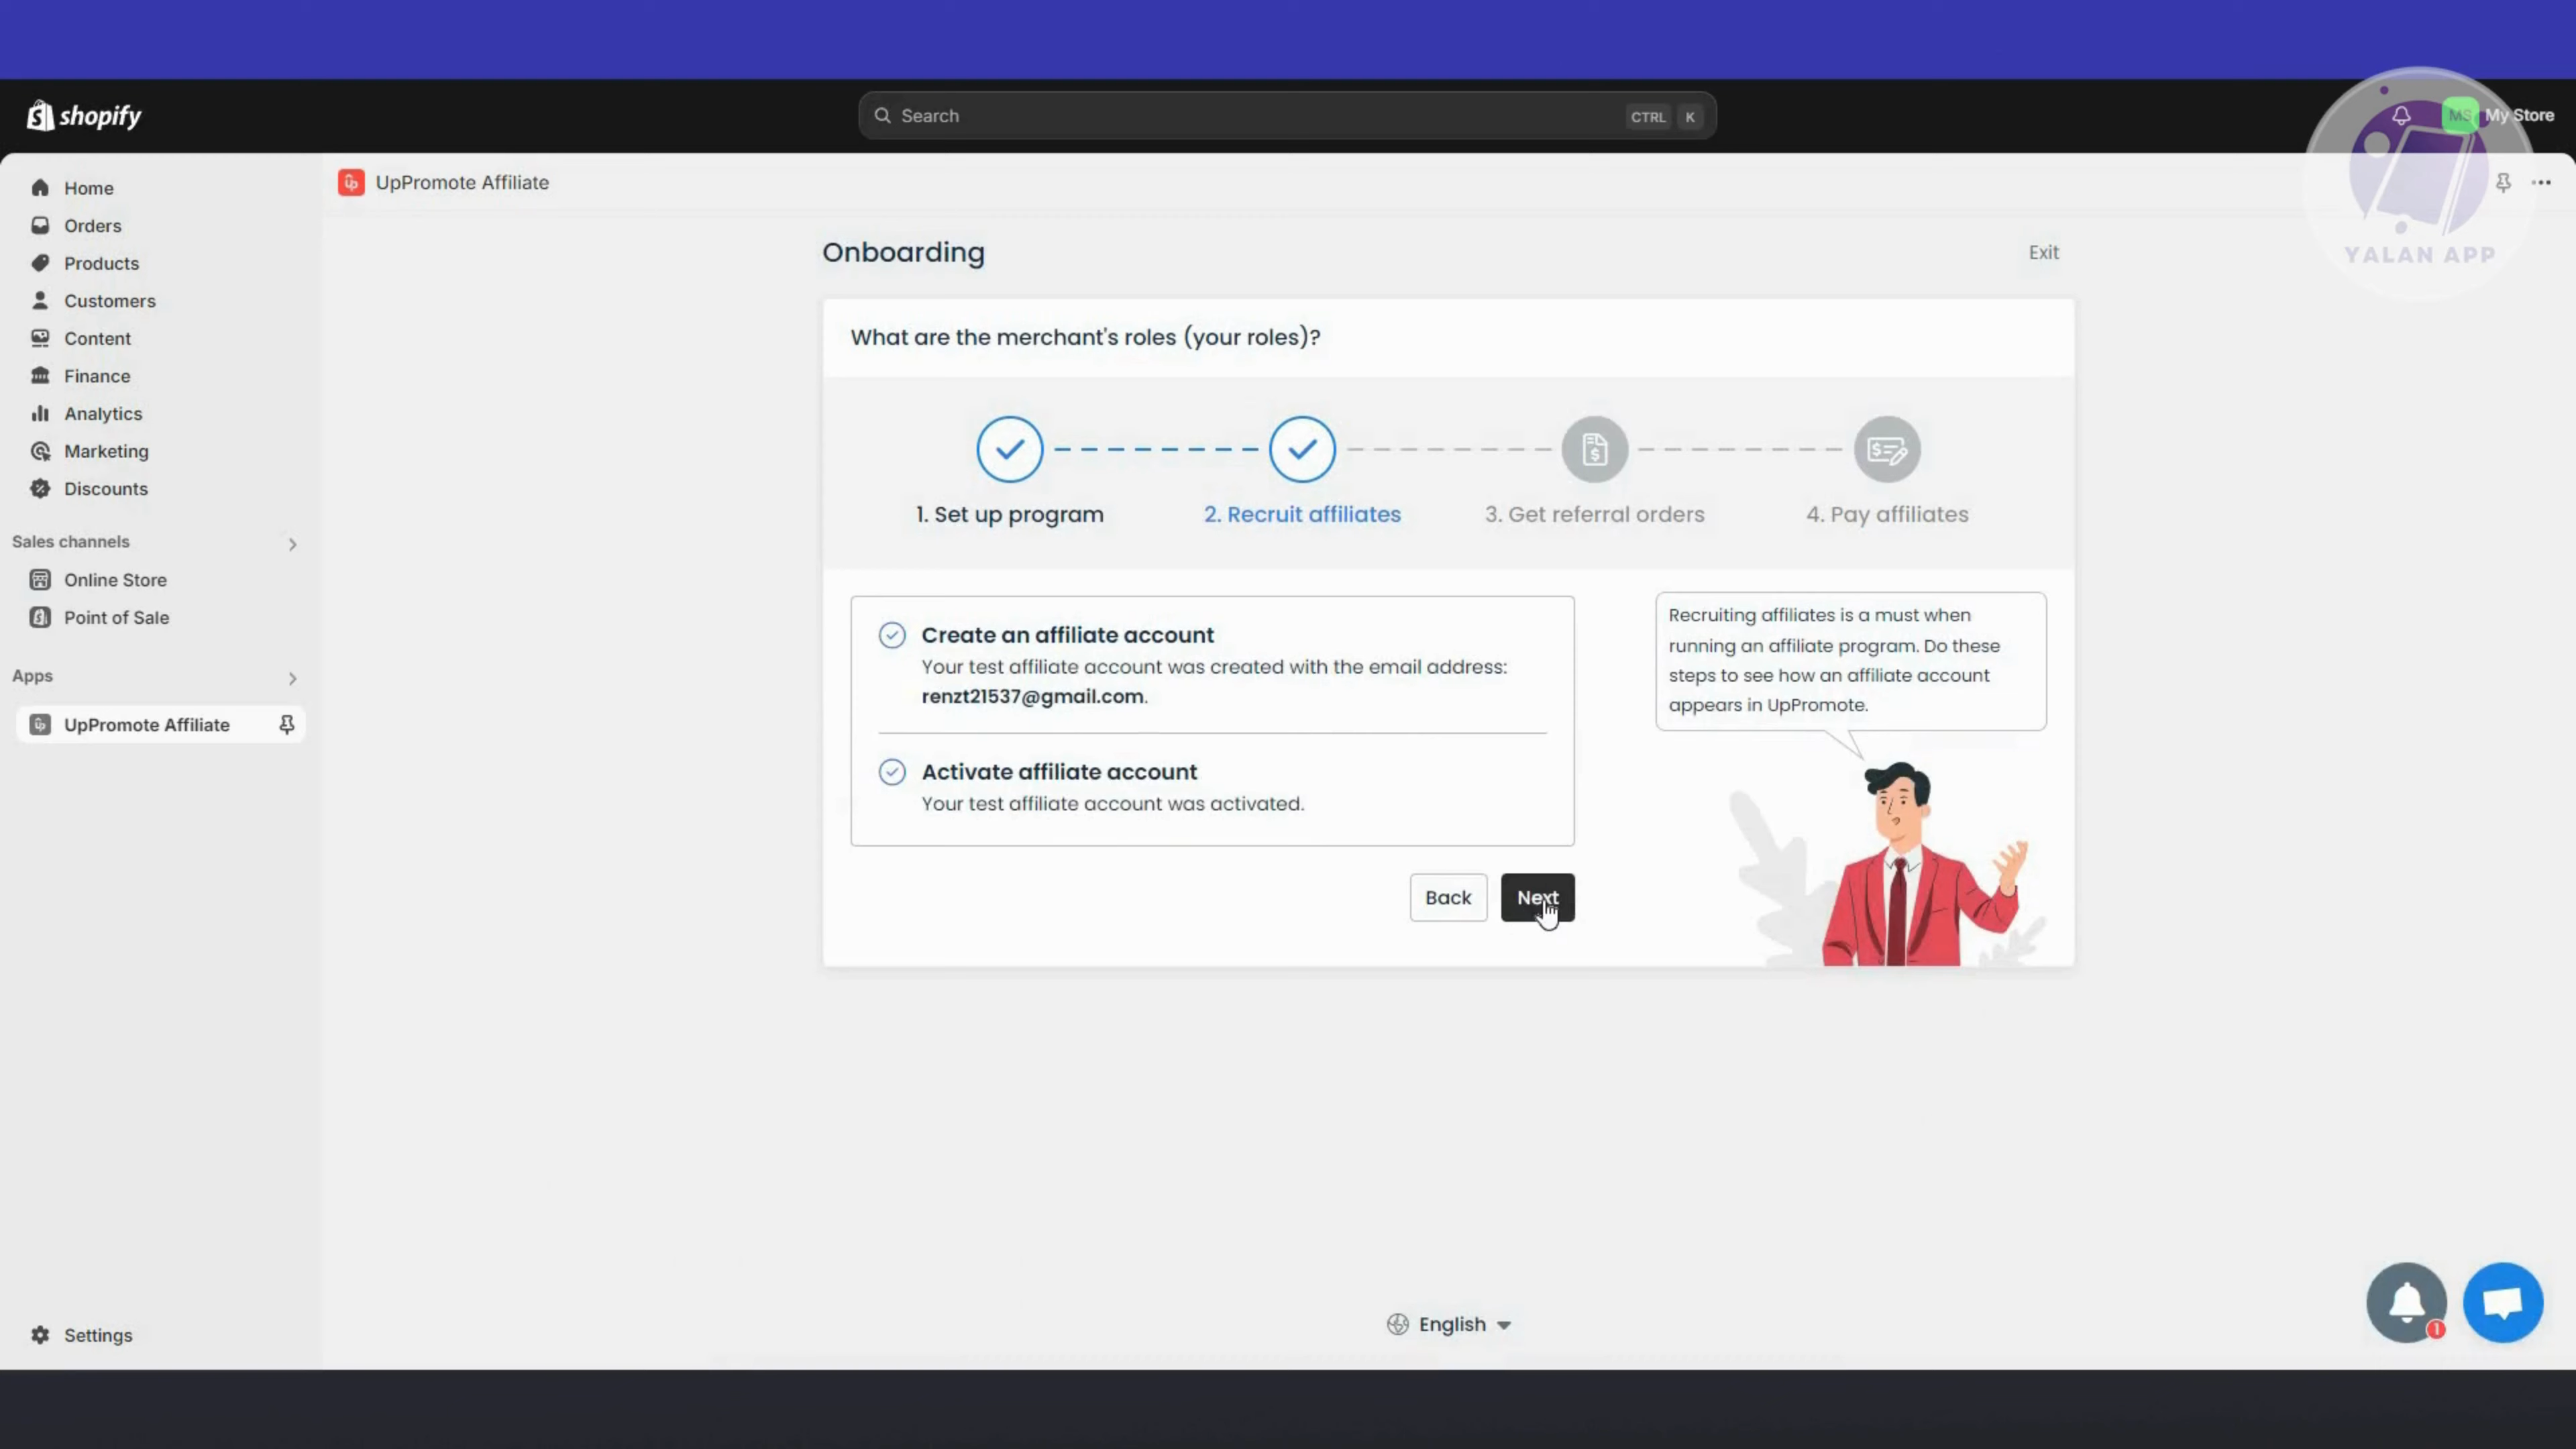 shopify
Search
CTRL K
MS
My Store
Home
Orders
Products
Customers
Content
Finance
Analytics
Marketing
Discounts
Sales channels
Online Store
Point of Sale
Apps
UpPromote Affiliate
Settings
UpPromote Affiliate
YALAN APP
Onboarding
Exit
What are the merchant's roles (your roles)?
1. Set up program
2. Recruit affiliates
3. Get referral orders
4. Pay affiliates
Create an affiliate account
Your test affiliate account was created with the email address:
renzt21537@gmail.com.
Activate affiliate account
Your test affiliate account was activated.
Back
Next
Recruiting affiliates is a must when
running an affiliate program. Do these
steps to see how an affiliate account
appears in UpPromote.
English
1